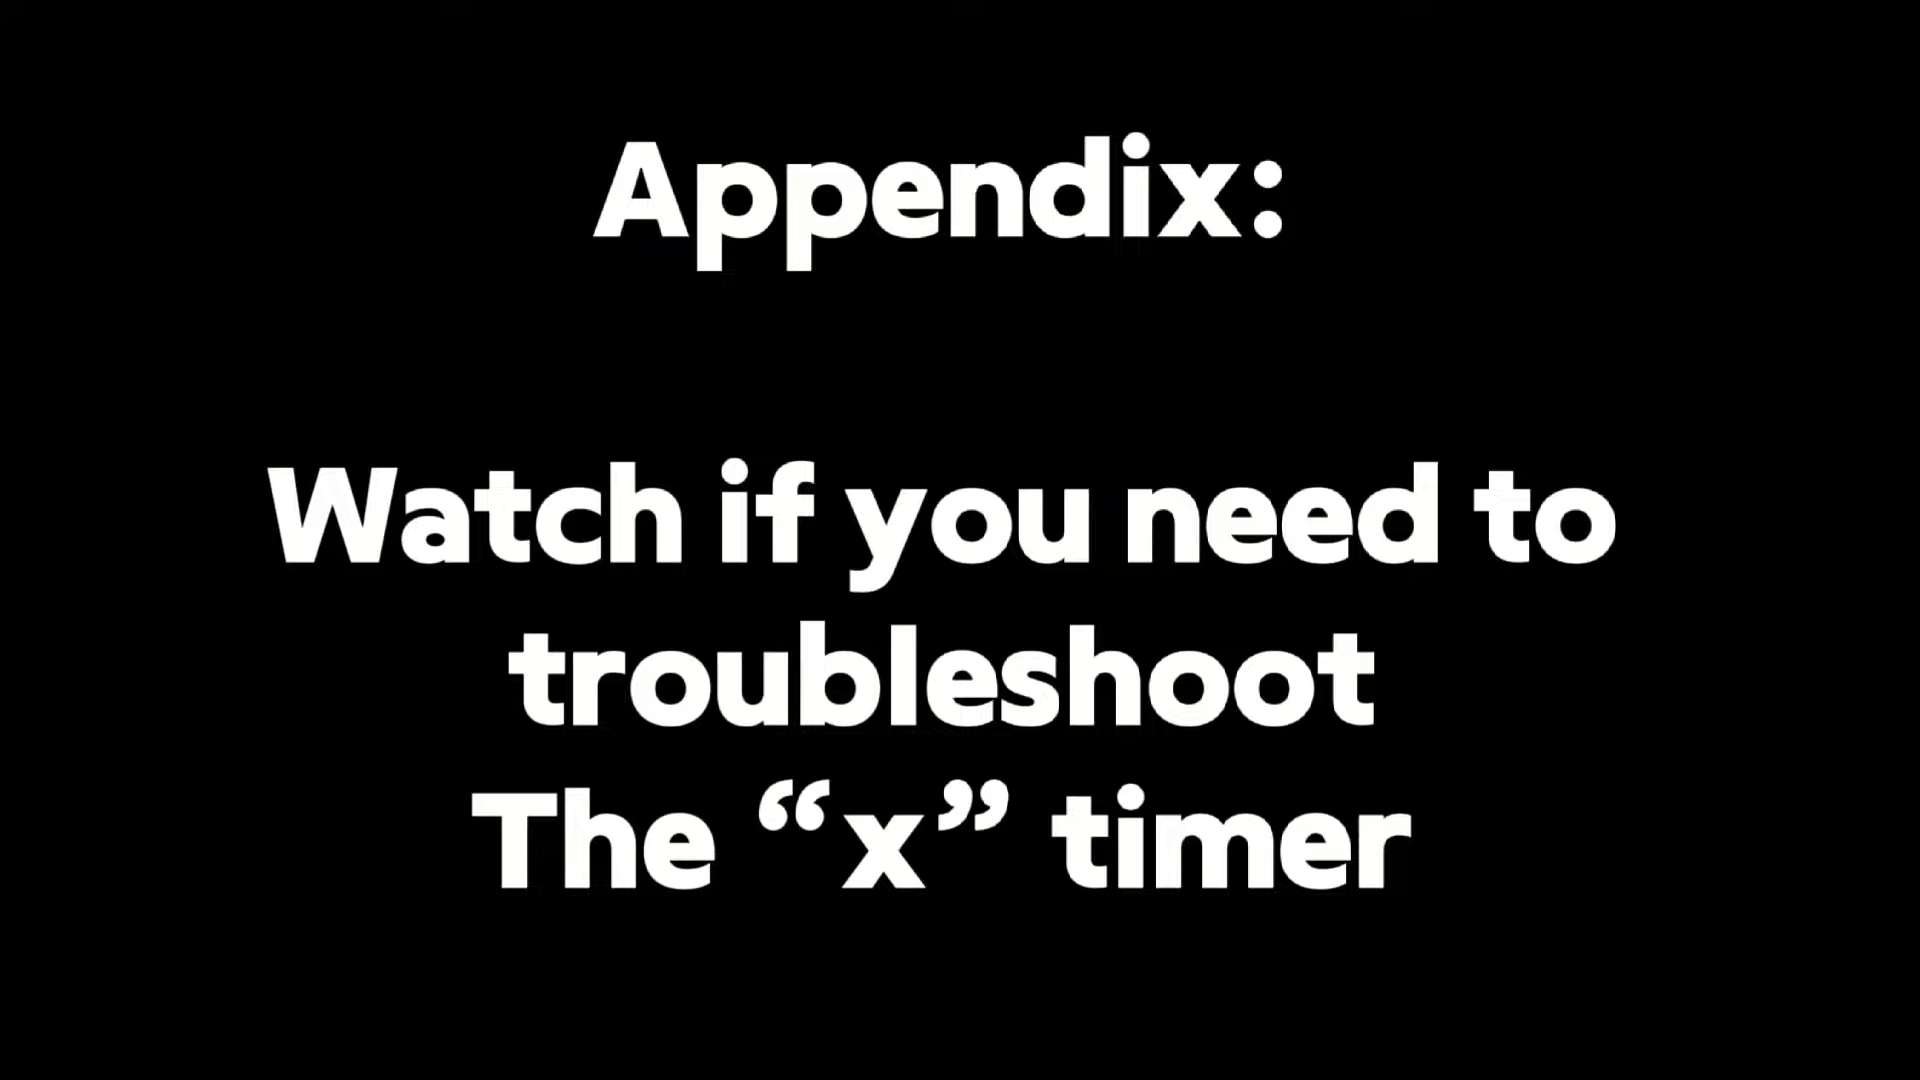 Appendix:
Watch if you need to
troubleshoot
The “x” timer